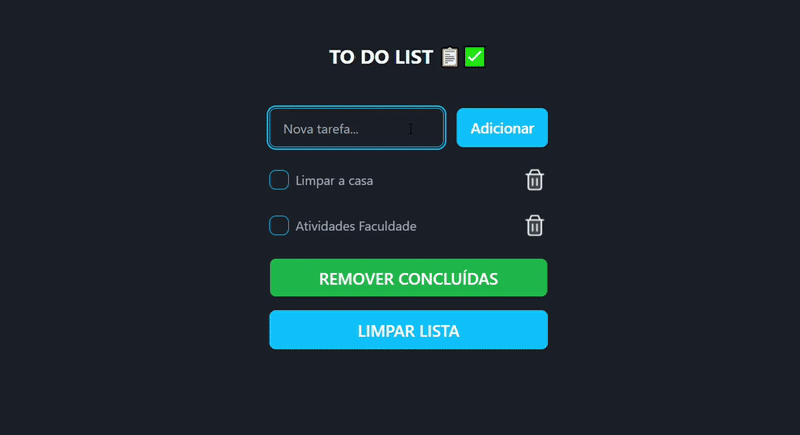 TO DO LIST 📋✅
Nova tarefa...
Adicionar
Limpar a casa
Atividades Faculdade
REMOVER CONCLUÍDAS
LIMPAR LISTA